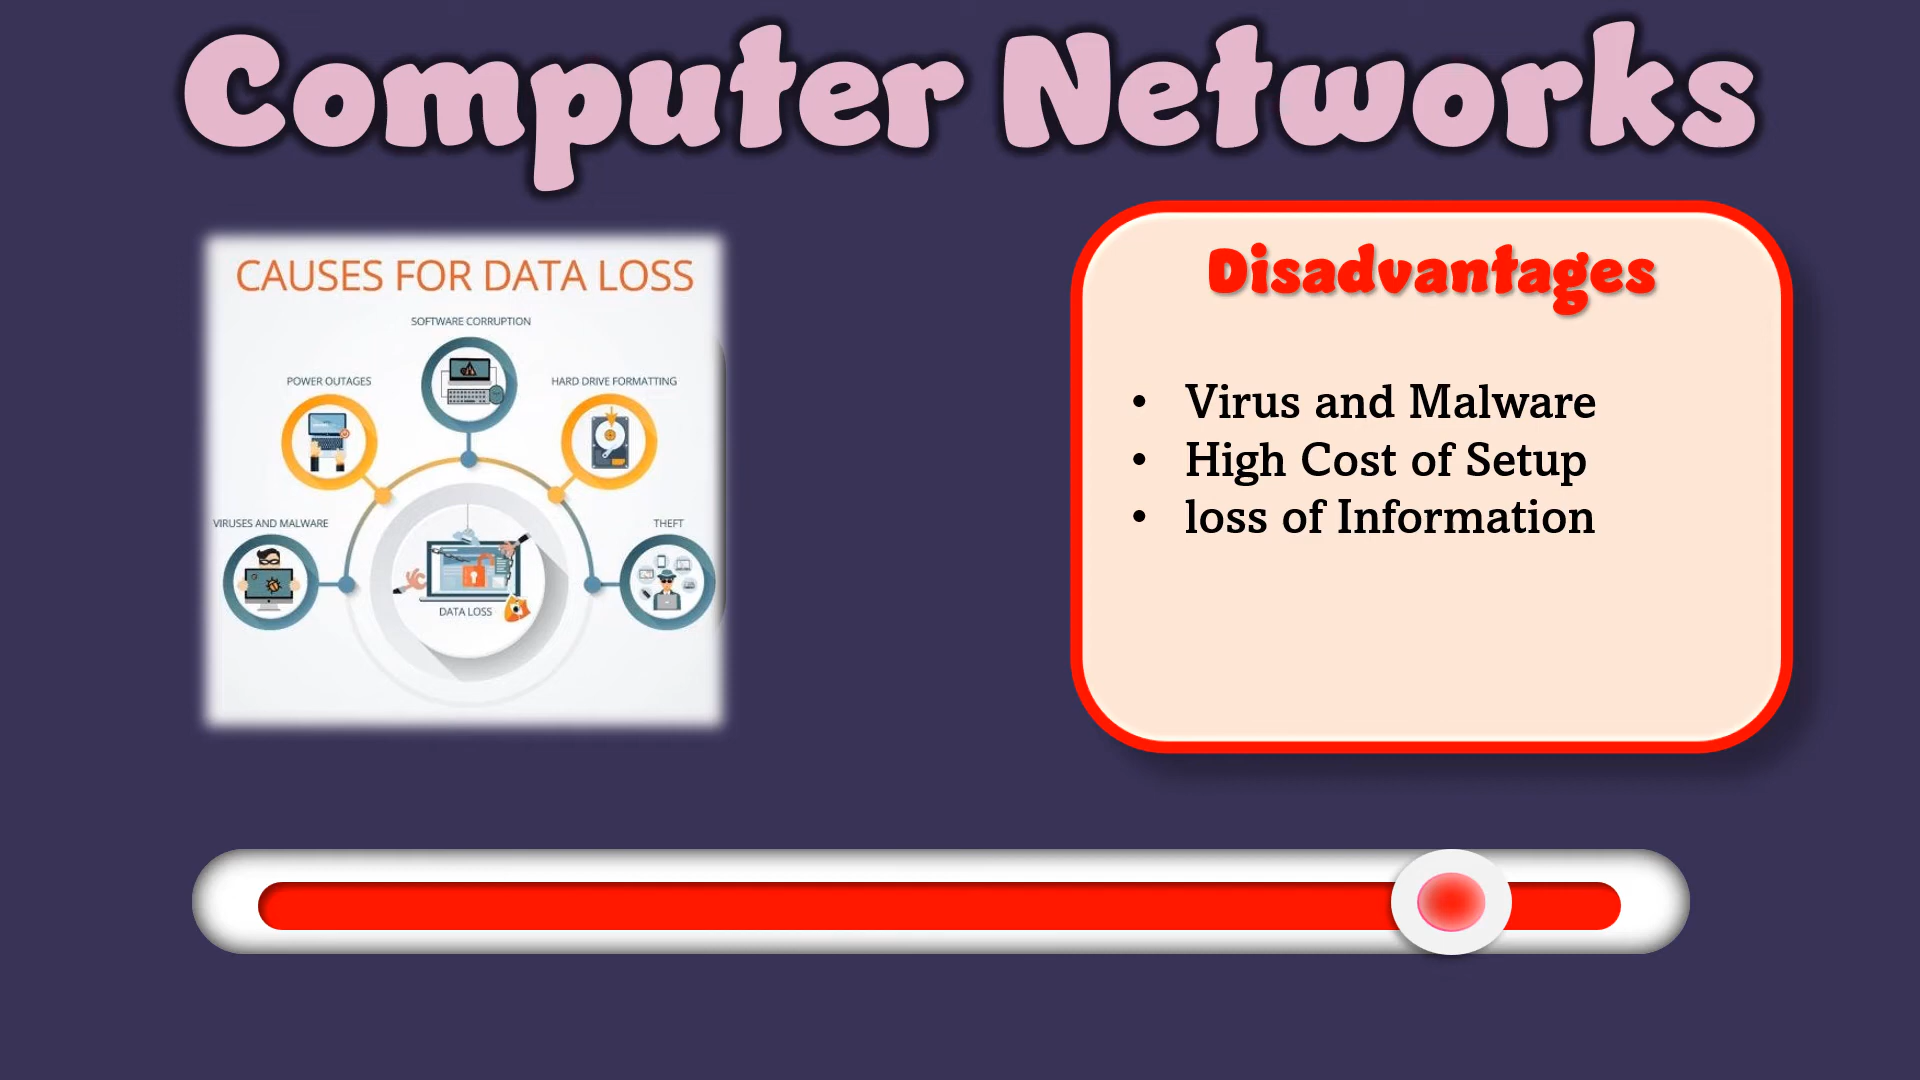 Computer Networks
CAUSES FOR DATA LOSS
SOFTWARE CORRUPTION
POWER OUTAGES
HARD DRIVE FORMATTING
VIRUSES AND MALWARE
THEFT
DATA LOSS
Disadvantages
• Virus and Malware
• High Cost of Setup
• loss of Information